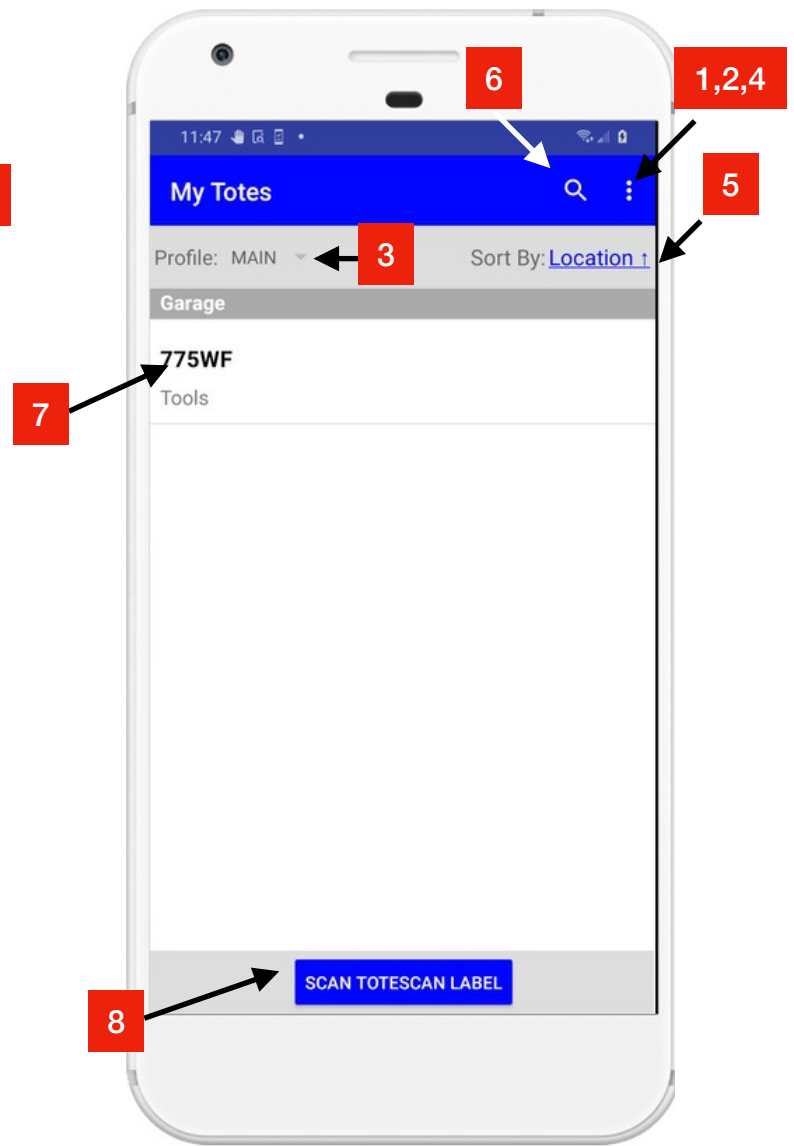 6
1,2,4
11:47
My Totes
5
Profile: MAIN
3
Sort By: Location ↑
Garage
775WF
7
Tools
SCAN TOTESCAN LABEL
8